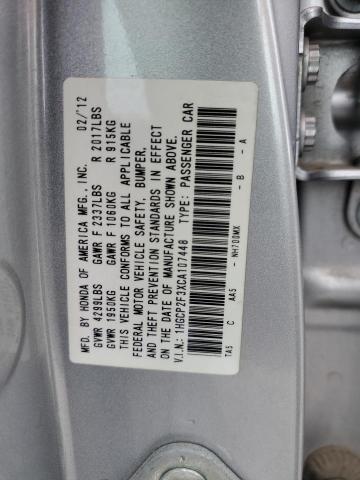 MFD. BY HONDA OF AMERICA MFG., INC. 02/12
GVWR 4299LBS GAWR F 2337LBS R 2017LBS
GVWR 1950KG GAWR F 1060KG R 915KG
THIS VEHICLE CONFORMS TO ALL APPLICABLE
FEDERAL MOTOR VEHICLE SAFETY, BUMPER,
AND THEFT PREVENTION STANDARDS IN EFFECT
ON THE DATE OF MANUFACTURE SHOWN ABOVE.
V.I.N.: 1HGCP2F3XCA107448 TYPE: PASSENGER CAR
TA5 C AA5 - NH700MX - B - A